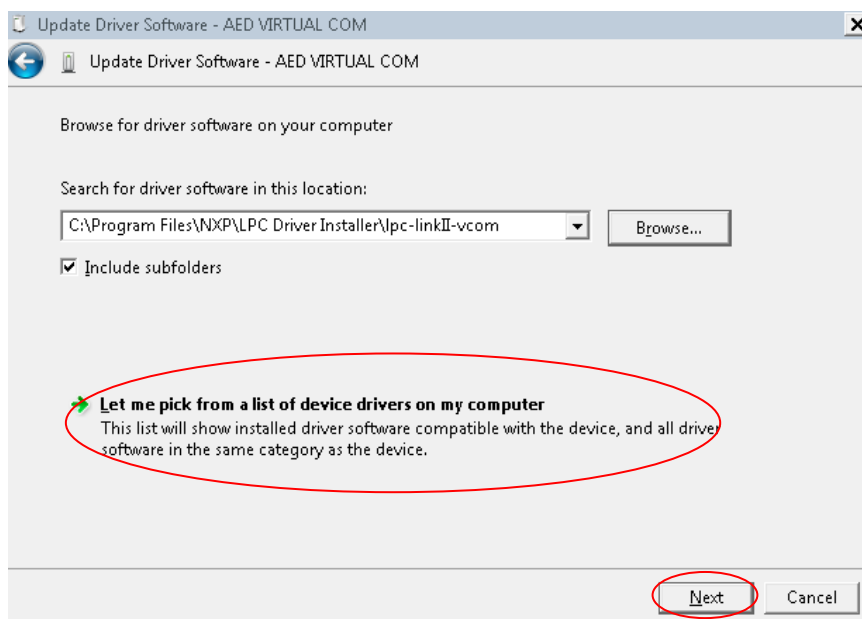 Update Driver Software - AED VIRTUAL COM
Update Driver Software - AED VIRTUAL COM
Browse for driver software on your computer
Search for driver software in this location:
C:\Program Files\NXP\LPC Driver Installer\lpc-linkII-vcom
Browse...
Include subfolders
Let me pick from a list of device drivers on my computer
This list will show installed driver software compatible with the device, and all driver
software in the same category as the device.
Next
Cancel